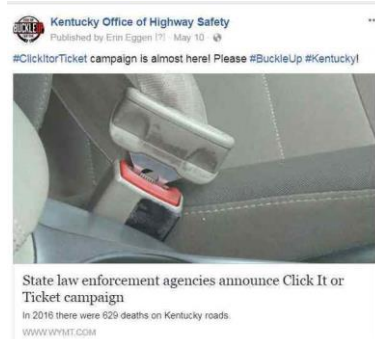 BUCKLE
Kentucky Office of Highway Safety
Published by Erin Eggen [?] · May 10 ·
#ClickItorTicket campaign is almost here! Please #BuckleUp #Kentucky!
State law enforcement agencies announce Click It or
Ticket campaign
In 2016 there were 629 deaths on Kentucky roads.
WWW.WYMT.COM